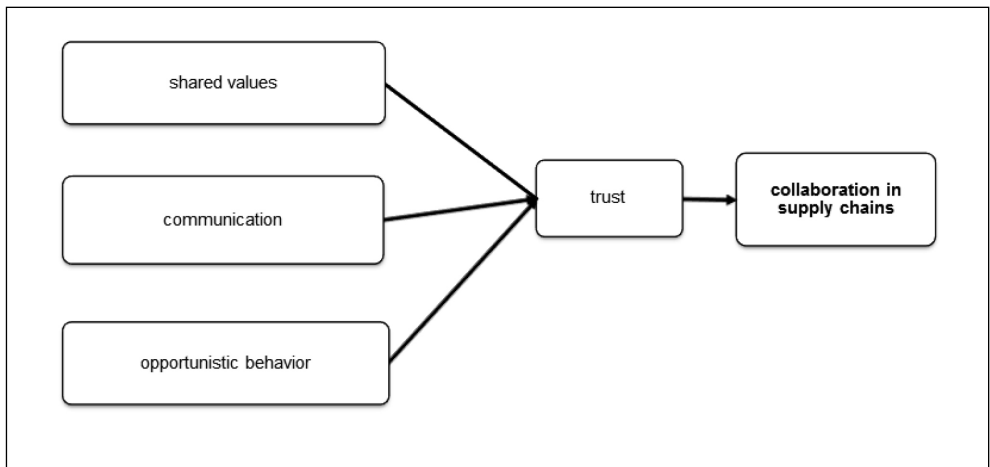 shared values
communication
opportunistic behavior
trust
collaboration in
supply chains